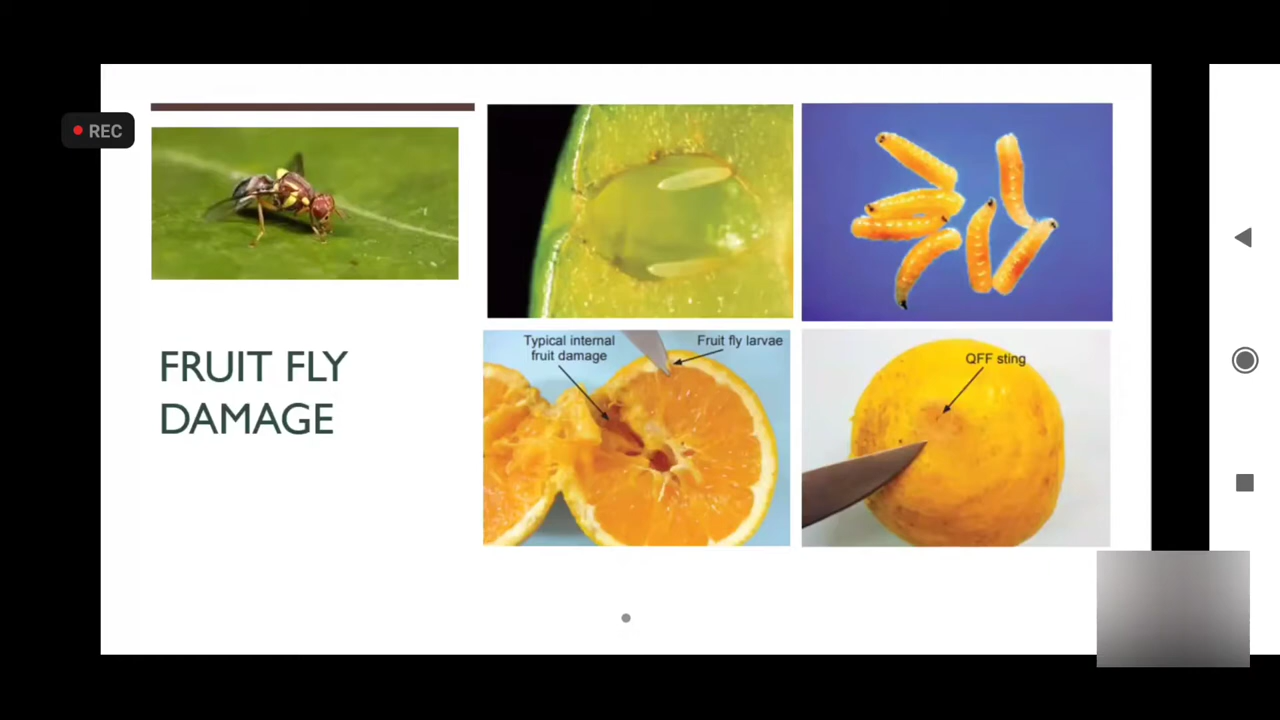 REC
FRUIT FLY
DAMAGE
Typical internal
fruit damage
Fruit fly larvae
QFF sting